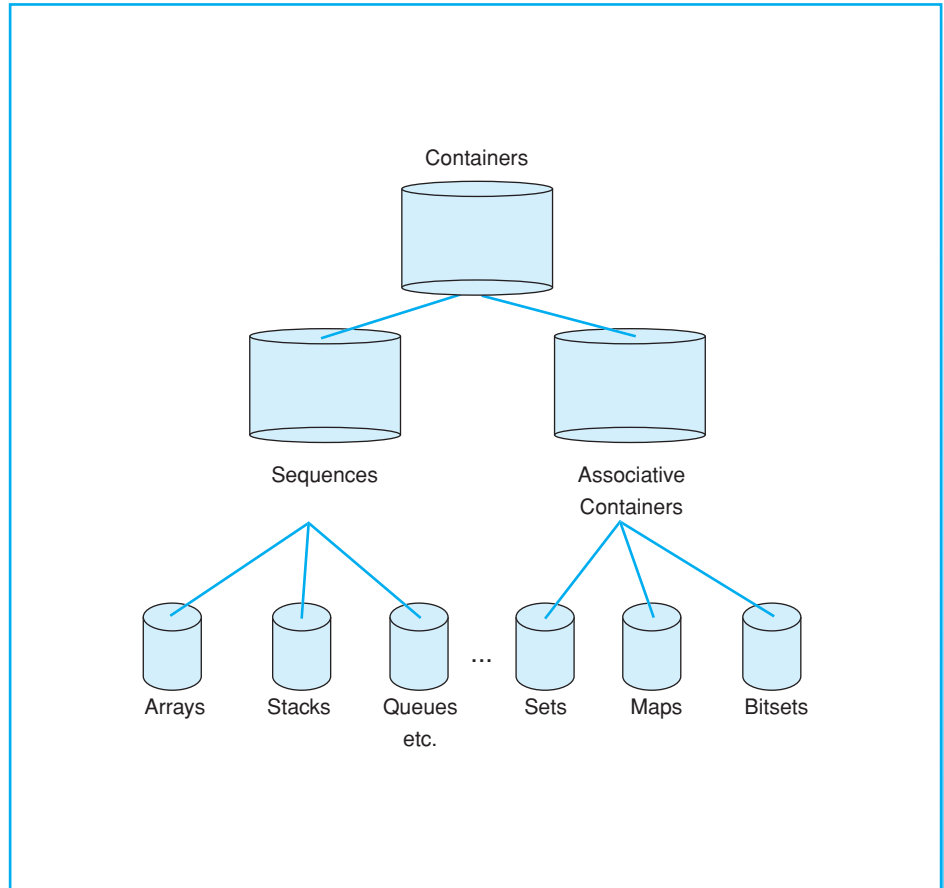 Containers
Sequences
Associative
Containers
...
Arrays
Stacks
Queues
etc.
Sets
Maps
Bitsets